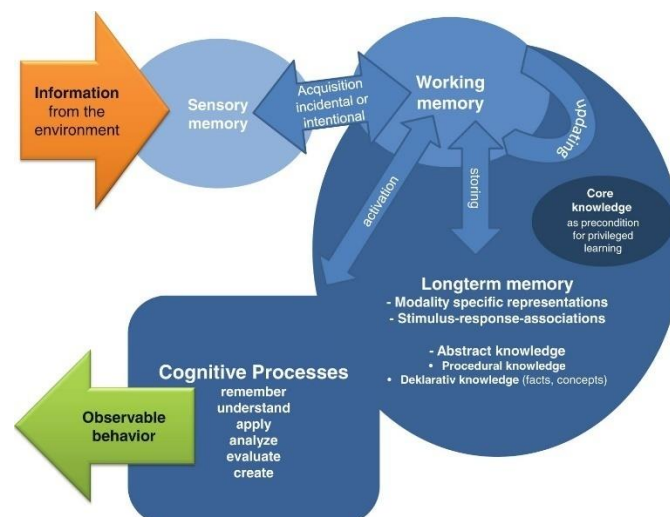 Information
from the
environment
Sensory
memory
Acquisition
incidental or
intentional
Working
memory
updating
activation
storing
Core
knowledge
as precondition
for privileged
learning
Longterm memory
- Modality specific representations
- Stimulus-response-associations
- Abstract knowledge
• Procedural knowledge
• Deklarativ knowledge (facts, concepts)
Cognitive Processes
remember
understand
apply
analyze
evaluate
create
Observable
behavior